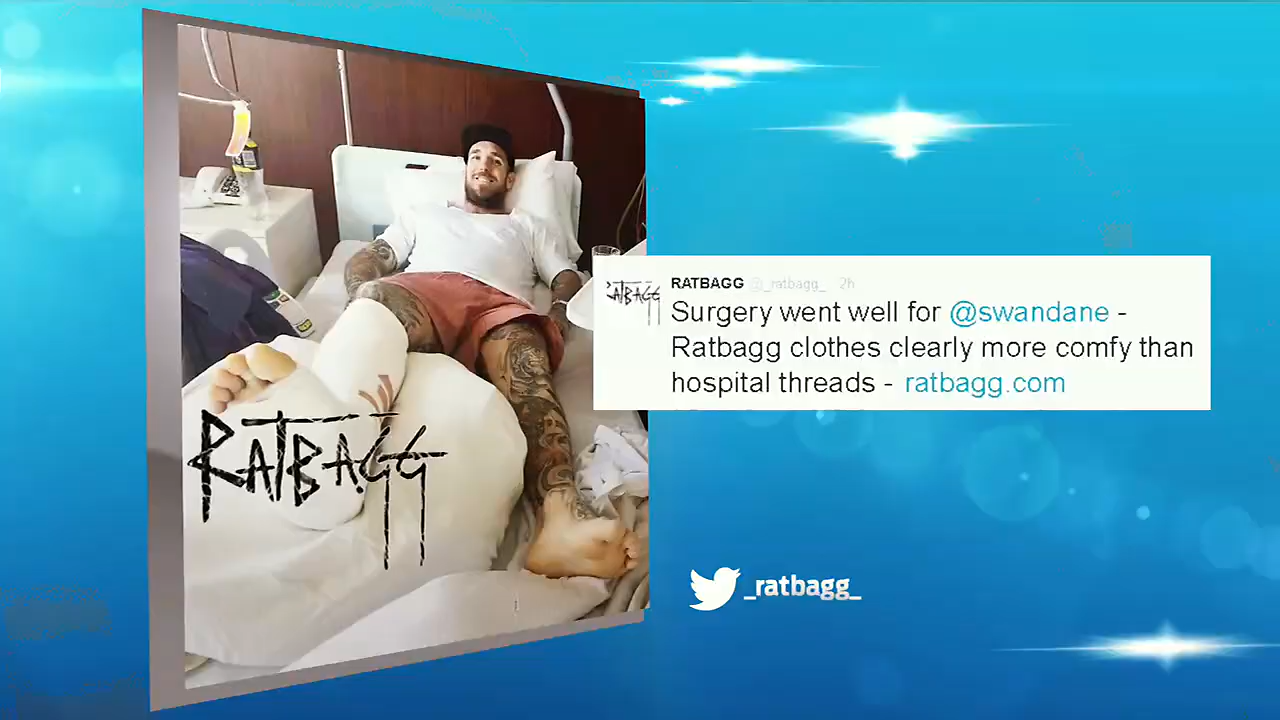 RATBAGG
RATBAGG
RATBAGG @_ratbagg_ 2h
Surgery went well for @swandane -
Ratbagg clothes clearly more comfy than
hospital threads - ratbagg.com
_ratbagg_